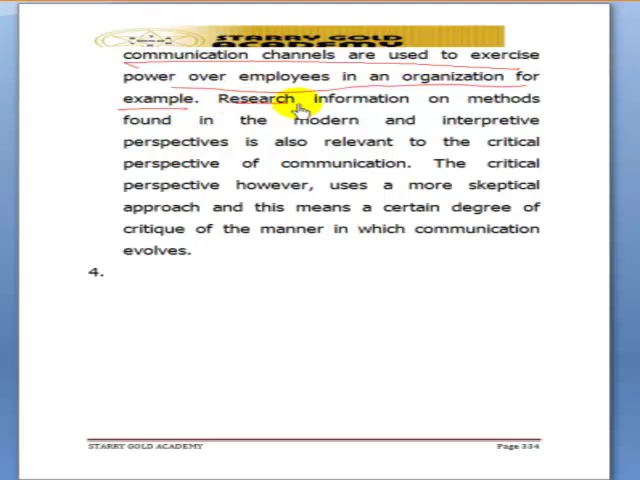 STARRY GOLD
ACADEMY
communication channels are used to exercise
power over employees in an organization for
example. Research information on methods
found in the modern and interpretive
perspectives is also relevant to the critical
perspective of communication. The critical
perspective however, uses a more skeptical
approach and this means a certain degree of
critique of the manner in which communication
evolves.
4.
STARRY GOLD ACADEMY Page 334